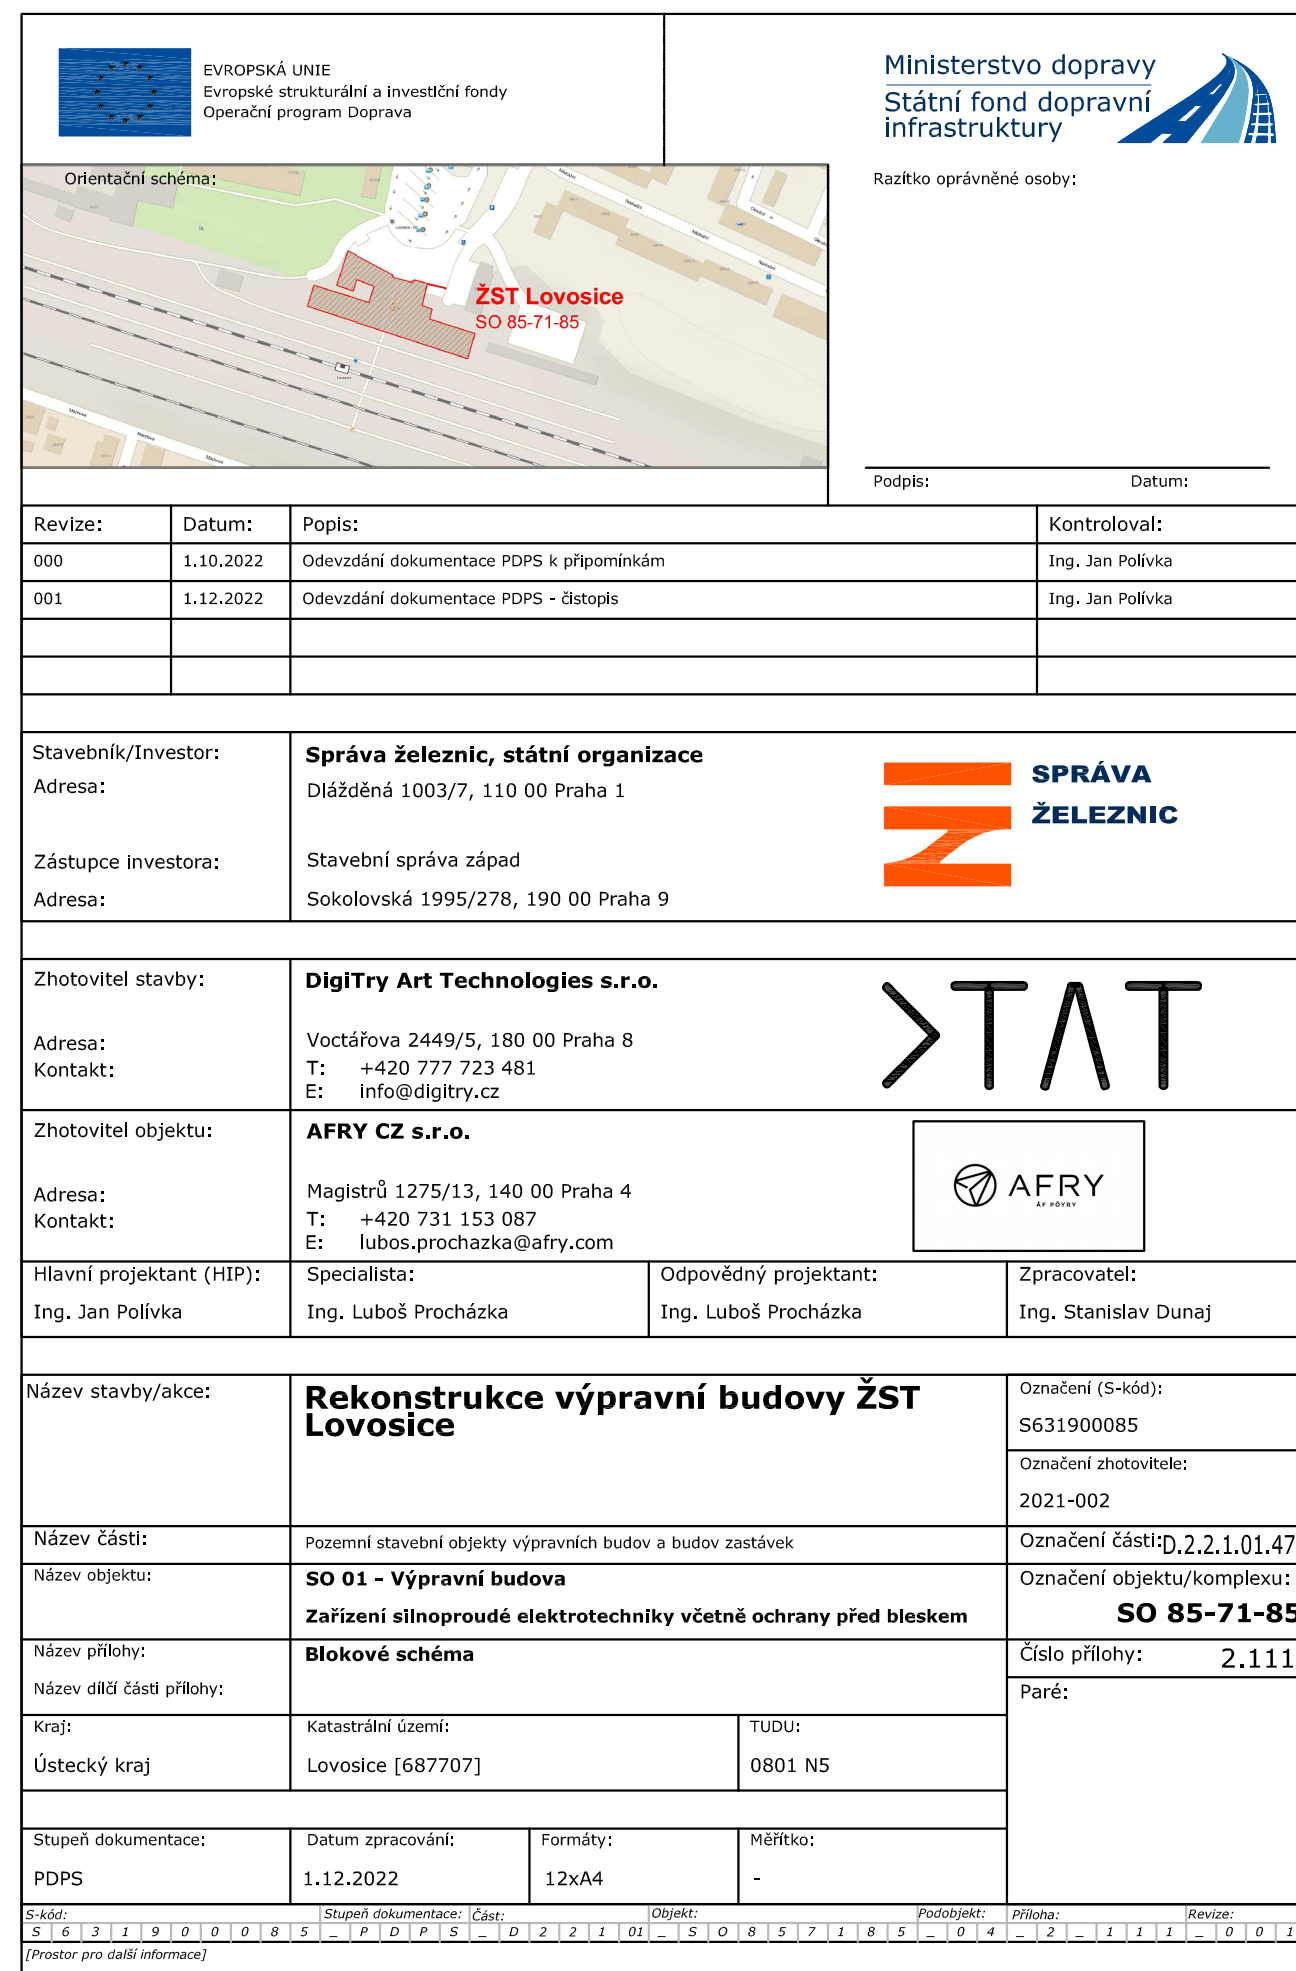 EVROPSKÁ UNIE
Evropské strukturální a investiční fondy
Operační program Doprava
Ministerstvo dopravy
Státní fond dopravní
infrastruktury
Orientační schéma:
ŽST Lovosice
SO 85-71-85
Razítko oprávněné osoby:
Podpis: Datum:
Revize: Datum: Popis: Kontroloval:
000 1.10.2022 Odevzdání dokumentace PDPS k připomínkám Ing. Jan Polívka
001 1.12.2022 Odevzdání dokumentace PDPS - čistopis Ing. Jan Polívka
Stavebník/Investor: Správa železnic, státní organizace
Adresa: Dlážděná 1003/7, 110 00 Praha 1
SPRÁVA
ŽELEZNIC
Zástupce investora: Stavební správa západ
Adresa: Sokolovská 1995/278, 190 00 Praha 9
Zhotovitel stavby: DigiTry Art Technologies s.r.o.
Adresa: Voctářova 2449/5, 180 00 Praha 8
Kontakt: T: +420 777 723 481
E: info@digitry.cz
Zhotovitel objektu: AFRY CZ s.r.o.
AFRY
ÅF PÖYRY
Adresa: Magistrů 1275/13, 140 00 Praha 4
Kontakt: T: +420 731 153 087
E: lubos.prochazka@afry.com
Hlavní projektant (HIP): Specialista: Odpovědný projektant: Zpracovatel:
Ing. Jan Polívka Ing. Luboš Procházka Ing. Luboš Procházka Ing. Stanislav Dunaj
Název stavby/akce: Rekonstrukce výpravní budovy ŽST
Lovosice
Označení (S-kód):
S631900085
Označení zhotovitele:
2021-002
Název části: Pozemní stavební objekty výpravních budov a budov zastávek Označení části: D.2.2.1.01.47
Název objektu: SO 01 - Výpravní budova Označení objektu/komplexu:
Zařízení silnoproudé elektrotechniky včetně ochrany před bleskem SO 85-71-85
Název přílohy: Blokové schéma Číslo přílohy: 2.111
Název dílčí části přílohy: Paré:
Kraj: Katastrální území: TUDU:
Ústecký kraj Lovosice [687707] 0801 N5
Stupeň dokumentace: Datum zpracování: Formáty: Měřítko:
PDPS 1.12.2022 12xA4 -
S-kód: Stupeň dokumentace: Část: Objekt: Podobjekt: Příloha: Revize:
S 6 3 1 9 0 0 0 8 5 _ P D P S _ D 2 2 1 01 _ S O 8 5 7 1 8 5 _ 0 4 _ 2 _ 1 1 1 _ 0 0 1
[Prostor pro další informace]